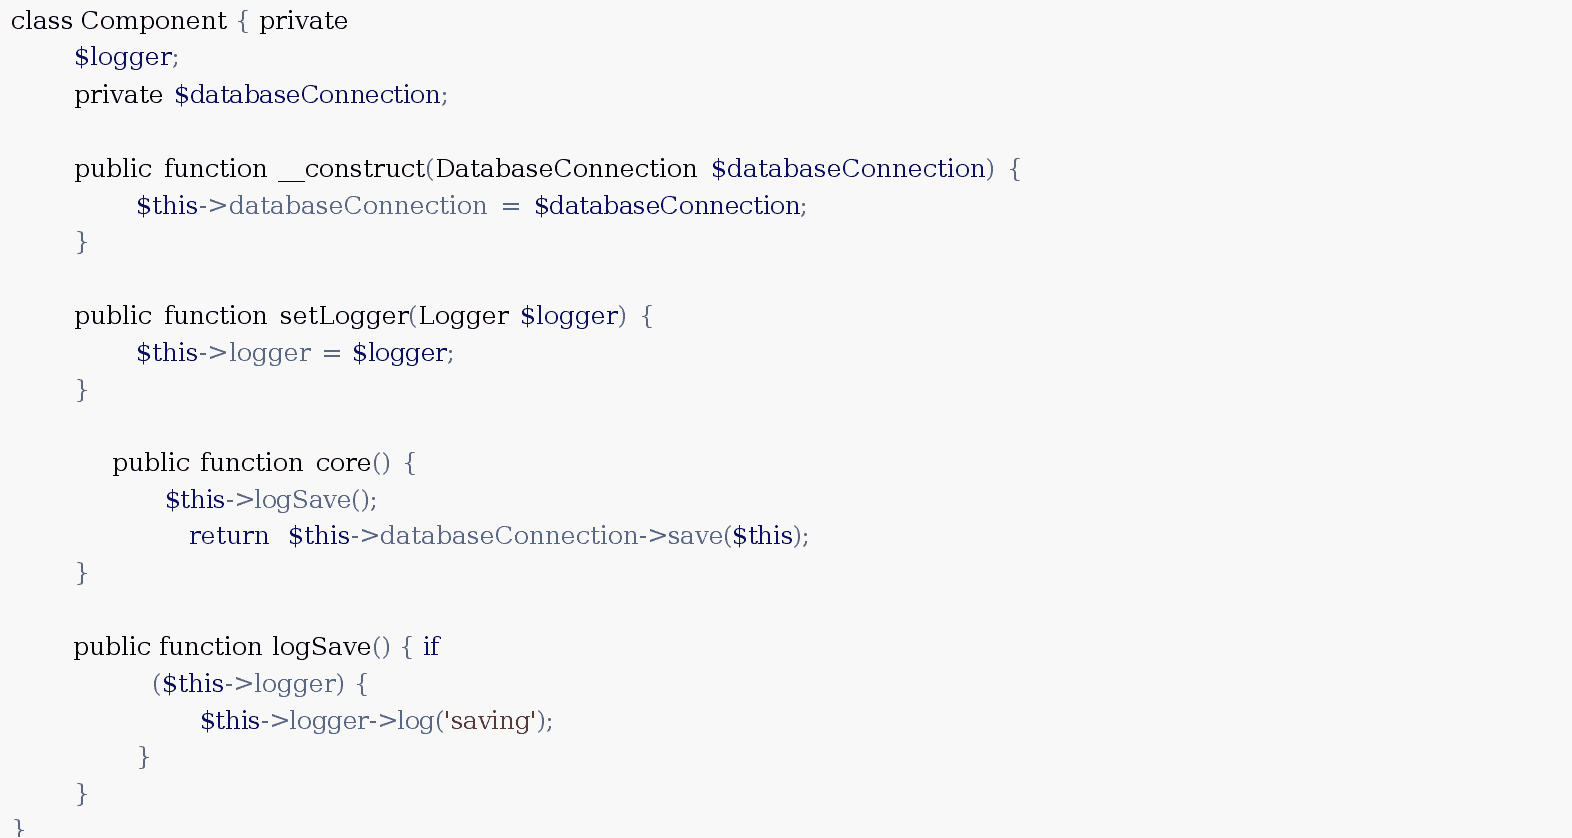 class Component { private
$logger;
private $databaseConnection;
public function __construct(DatabaseConnection $databaseConnection) {
$this->databaseConnection = $databaseConnection;
}
public function setLogger(Logger $logger) {
$this->logger = $logger;
}
public function core() {
$this->logSave();
return $this->databaseConnection->save($this);
}
public function logSave() { if
($this->logger) {
$this->logger->log('saving');
}
}
}